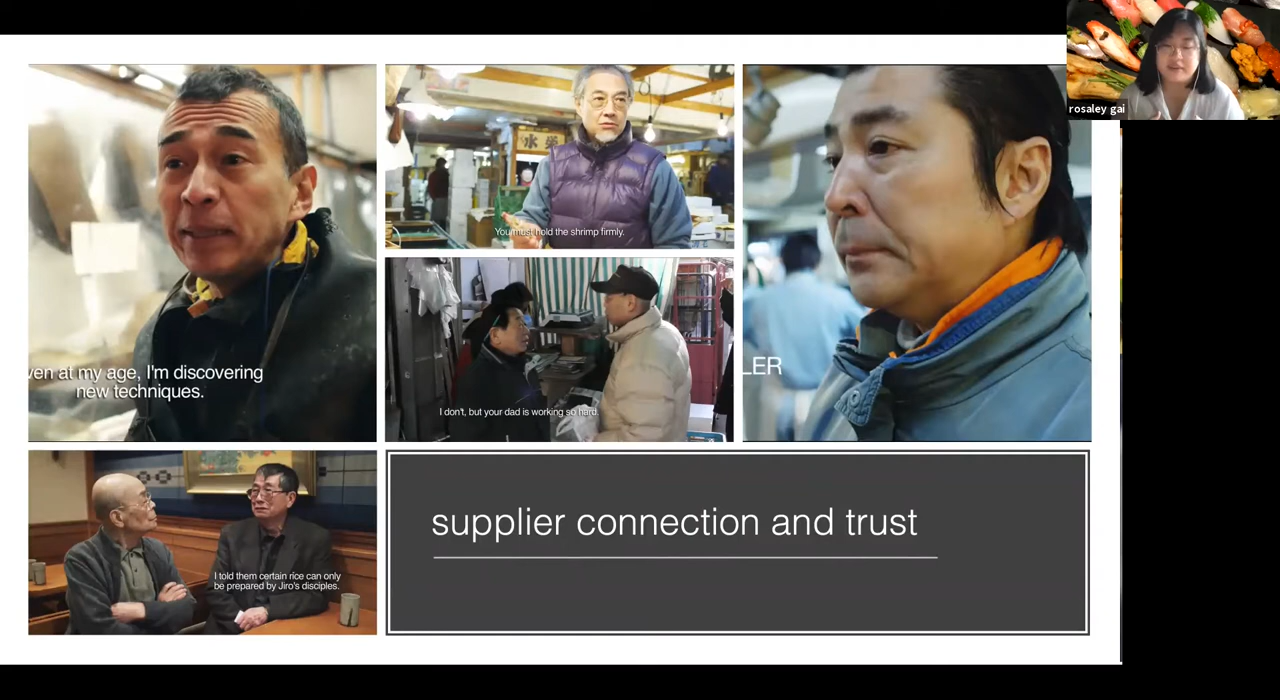 rosaley gai
ven at my age, I'm discovering
new techniques.
水 栄
You must hold the shrimp firmly.
I don't, but your dad is working so hard.
LER
I told them certain rice can only
be prepared by Jiro's disciples.
supplier connection and trust